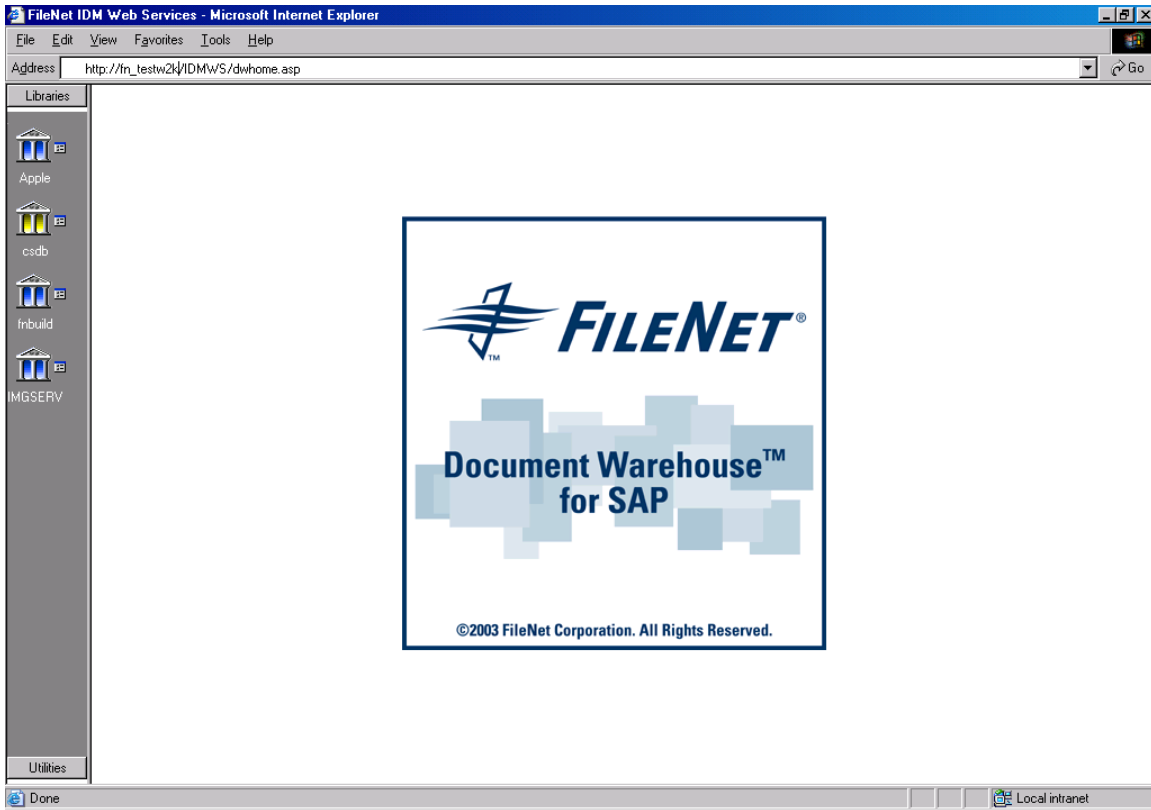 FileNet IDM Web Services - Microsoft Internet Explorer
File Edit View Favorites Tools Help
Address http://fn_testw2k/IDMWS/dwhome.asp Go
Libraries
Apple
csdb
fnbuild
IMGSERV
FILENET®
TM
Document Warehouse™
for SAP
©2003 FileNet Corporation. All Rights Reserved.
Utilities
Done Local intranet